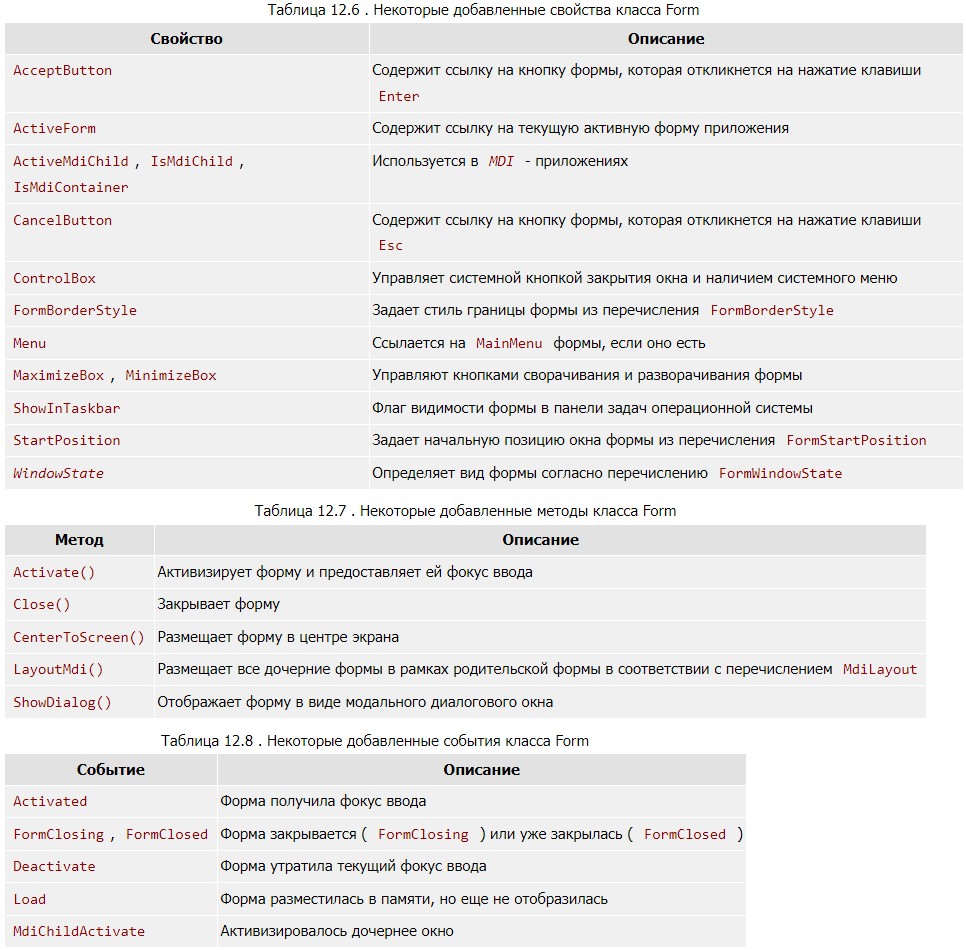 Таблица 12.6 . Некоторые добавленные свойства класса Form
Свойство Описание
AcceptButton Содержит ссылку на кнопку формы, которая откликнется на нажатие клавиши
Enter
ActiveForm Содержит ссылку на текущую активную форму приложения
ActiveMdiChild , IsMdiChild , Используется в MDI - приложениях
IsMdiContainer
CancelButton Содержит ссылку на кнопку формы, которая откликнется на нажатие клавиши
Esc
ControlBox Управляет системной кнопкой закрытия окна и наличием системного меню
FormBorderStyle Задает стиль границы формы из перечисления FormBorderStyle
Menu Ссылается на MainMenu формы, если оно есть
MaximizeBox , MinimizeBox Управляют кнопками сворачивания и разворачивания формы
ShowInTaskbar Флаг видимости формы в панели задач операционной системы
StartPosition Задает начальную позицию окна формы из перечисления FormStartPosition
WindowState Определяет вид формы согласно перечислению FormWindowState
Таблица 12.7 . Некоторые добавленные методы класса Form
Метод Описание
Activate() Активизирует форму и предоставляет ей фокус ввода
Close() Закрывает форму
CenterToScreen() Размещает форму в центре экрана
LayoutMdi() Размещает все дочерние формы в рамках родительской формы в соответствии с перечислением MdiLayout
ShowDialog() Отображает форму в виде модального диалогового окна
Таблица 12.8 . Некоторые добавленные события класса Form
Событие Описание
Activated Форма получила фокус ввода
FormClosing , FormClosed Форма закрывается ( FormClosing ) или уже закрылась ( FormClosed )
Deactivate Форма утратила текущий фокус ввода
Load Форма разместилась в памяти, но еще не отобразилась
MdiChildActivate Активизировалось дочернее окно